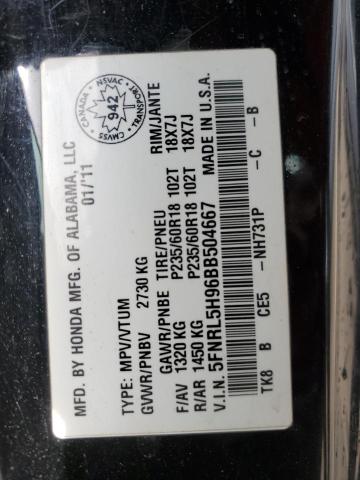 MFD. BY HONDA MFG. OF ALABAMA, LLC
01/'11
CANADA NSVAC
942
CMVSS TRANSPORT
TYPE: MPV/VTUM
GVWR/PNBV 2730 KG
GAWR/PNBE TIRE/PNEU RIM/JANTE
F/AV 1320 KG P235/60R18 102T 18X7J
R/AR 1450 KG P235/60R18 102T 18X7J
V.I.N. 5FNRL5H96BB504667 MADE IN U.S.A.
TK8 B CE5 -NH731P -C -B